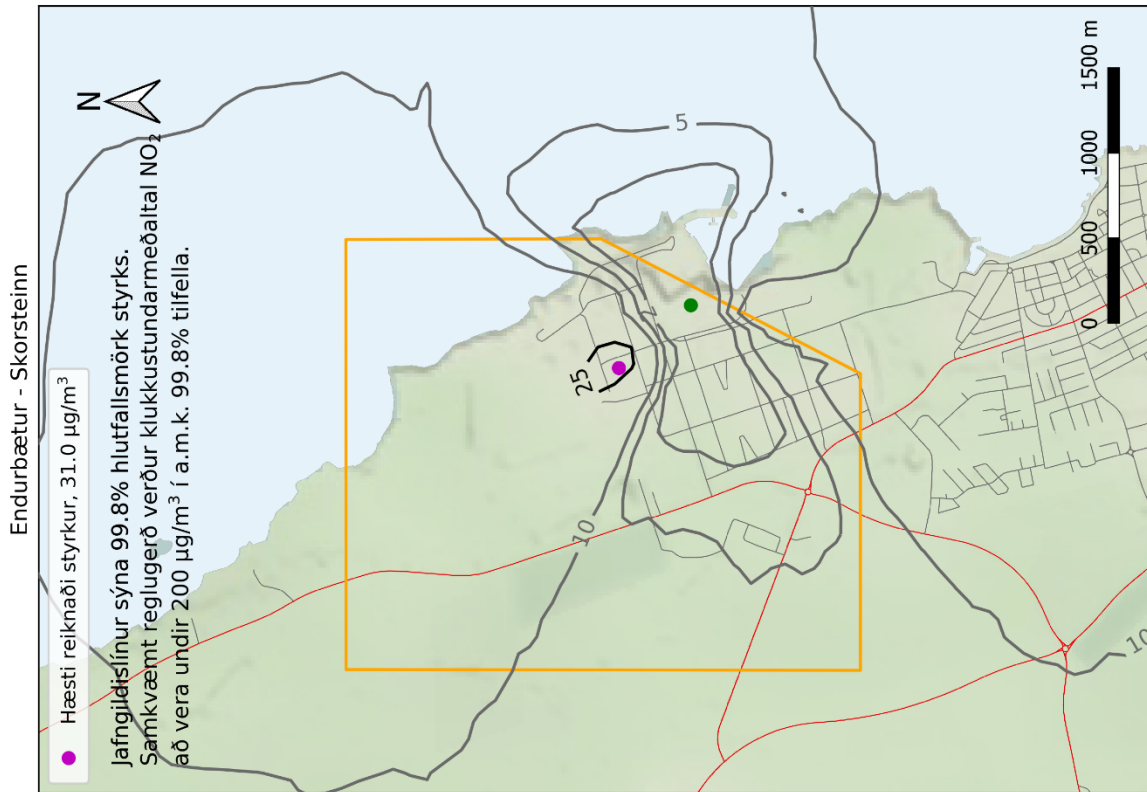 Endurbætur - Skorsteinn
Hæsti reiknaði styrkur, 31.0 µg/m³
Jafngildislínur sýna 99.8% hlutfallsmörk styrks.
Samkvæmt reglugerð verður klukkustundarmeðaltal NO₂
að vera undir 200 µg/m³ í a.m.k. 99.8% tilfella.
N
5
25
10
10
0 500 1000 1500 m